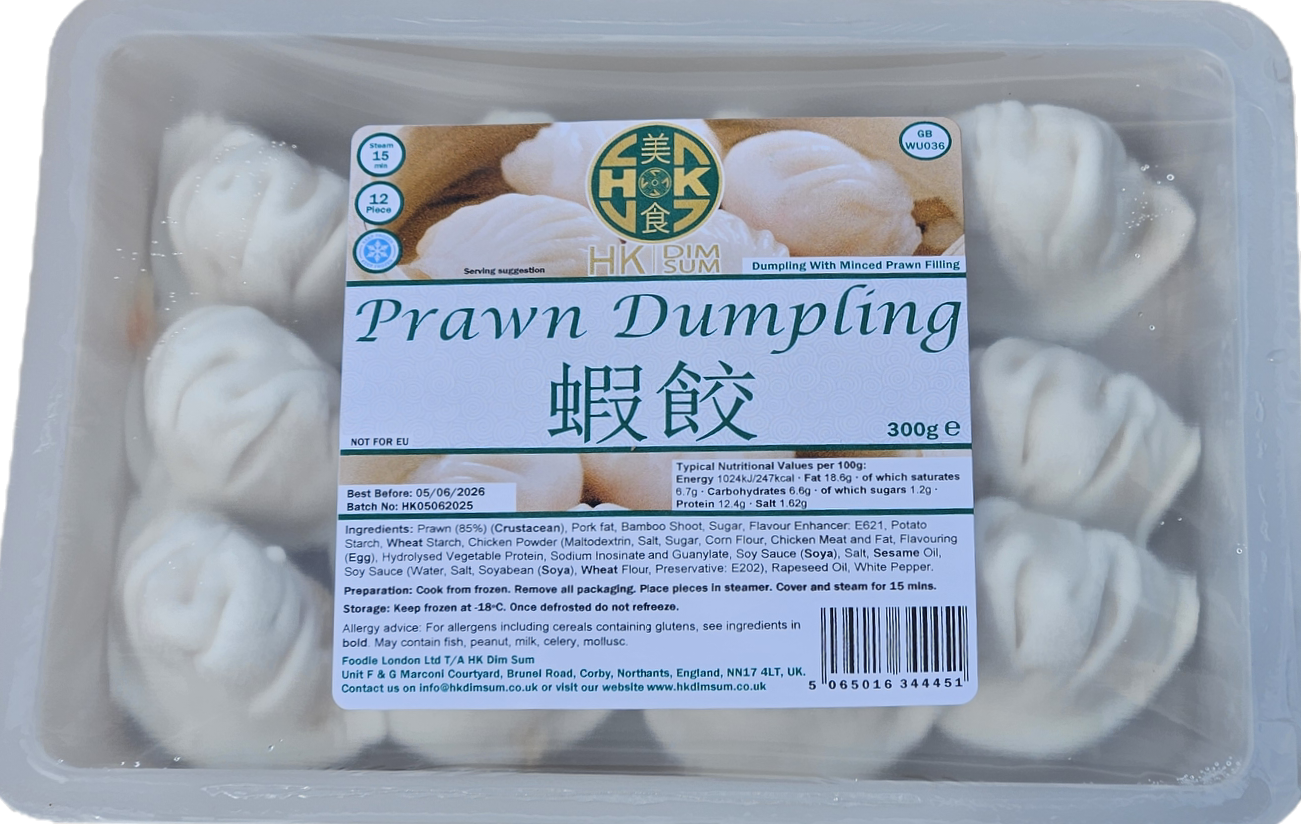 Steam
15
min
12
Piece
美
H K
食
HK DIM SUM
GB
WU036
Serving suggestion
Dumpling With Minced Prawn Filling
Prawn Dumpling
蝦餃
NOT FOR EU
300g ℮
Best Before: 05/06/2026
Batch No: HK05062025
Typical Nutritional Values per 100g:
Energy 1024kJ/247kcal · Fat 18.6g · of which saturates
6.7g · Carbohydrates 6.6g · of which sugars 1.2g ·
Protein 12.4g · Salt 1.62g
Ingredients: Prawn (85%) (Crustacean), Pork fat, Bamboo Shoot, Sugar, Flavour Enhancer: E621, Potato
Starch, Wheat Starch, Chicken Powder (Maltodextrin, Salt, Sugar, Corn Flour, Chicken Meat and Fat, Flavouring
(Egg), Hydrolysed Vegetable Protein, Sodium Inosinate and Guanylate, Soy Sauce (Soya), Salt, Sesame Oil,
Soy Sauce (Water, Salt, Soyabean (Soya), Wheat Flour, Preservative: E202), Rapeseed Oil, White Pepper.
Preparation: Cook from frozen. Remove all packaging. Place pieces in steamer. Cover and steam for 15 mins.
Storage: Keep frozen at -18ºC. Once defrosted do not refreeze.
Allergy advice: For allergens including cereals containing glutens, see ingredients in
bold. May contain fish, peanut, milk, celery, mollusc.
Foodie London Ltd T/A HK Dim Sum
Unit F & G Marconi Courtyard, Brunel Road, Corby, Northants, England, NN17 4LT, UK.
Contact us on info@hkdimsum.co.uk or visit our website www.hkdimsum.co.uk
5 065016 344451